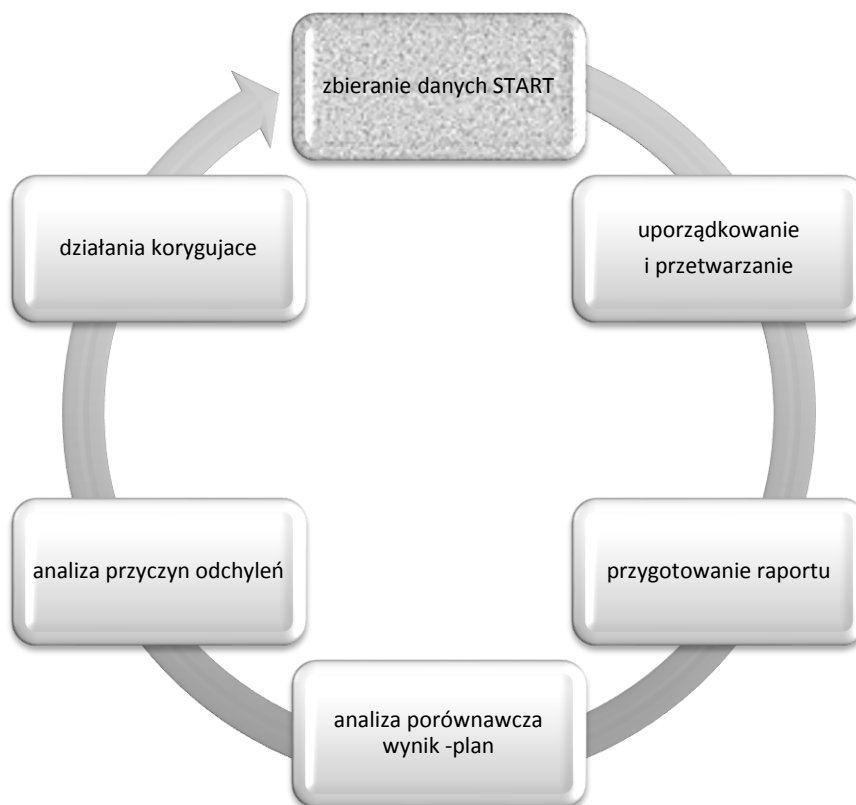 zbieranie danych START
uporządkowanie
i przetwarzanie
przygotowanie raportu
analiza porównawcza
wynik -plan
analiza przyczyn odchyleń
działania korygujace